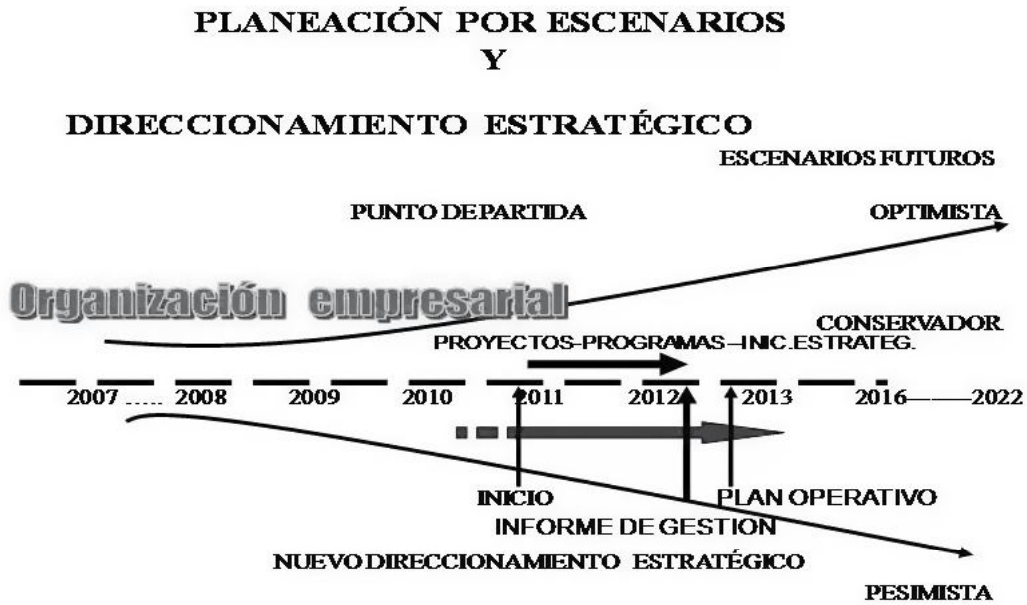 PLANEACIÓN POR ESCENARIOS
Y
DIRECCIONAMIENTO ESTRATÉGICO
ESCENARIOS FUTUROS
PUNTO DE PARTIDA OPTIMISTA
Organización empresarial
CONSERVADOR
PROYECTOS-PROGRAMAS-INIC.ESTRATEG.
2007 ..... 2008 2009 2010 2011 2012 2013 2016———2022
INICIO PLAN OPERATIVO
INFORME DE GESTION
NUEVO DIRECCIONAMIENTO ESTRATÉGICO
PESIMISTA